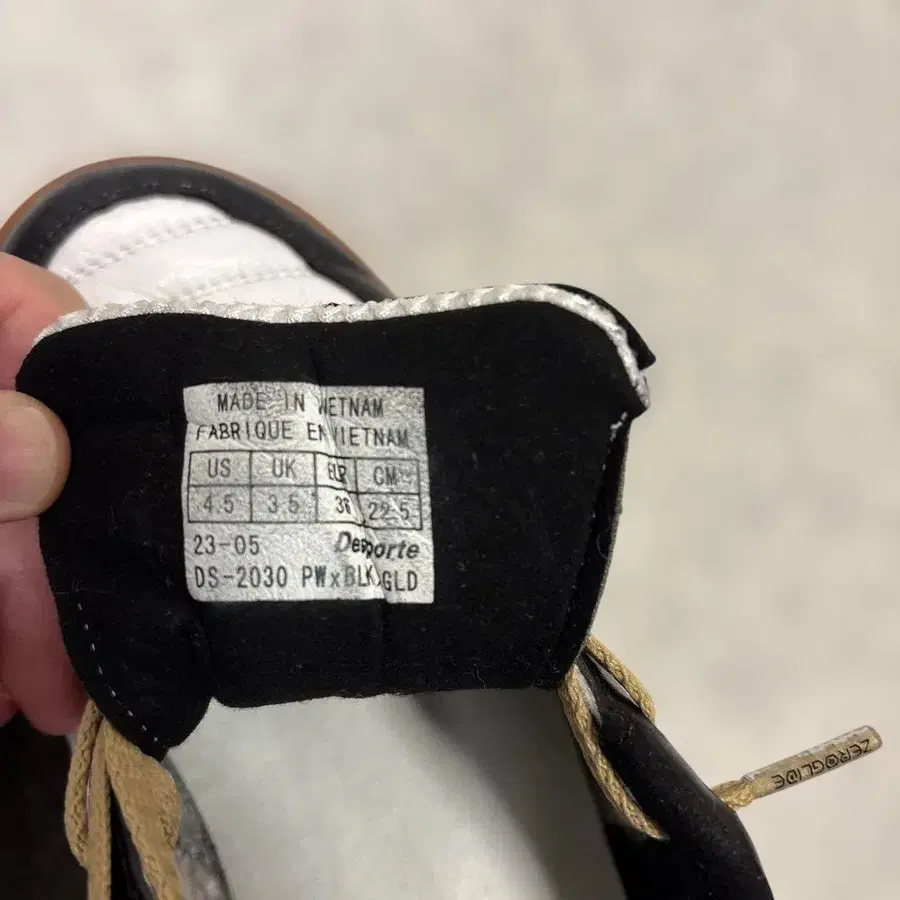 MADE IN VIETNAM
FABRIQUE EN VIETNAM
US UK EUR CM
4.5 3.5 36 22.5
23-05 Desporte
DS-2030 PWxBLKxGLD
ZEROGLIDE